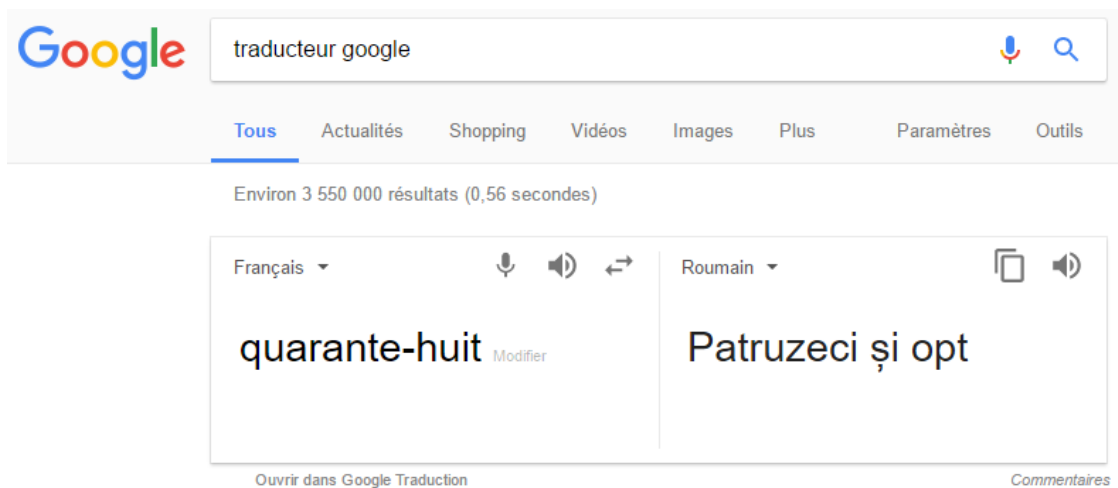 Google traducteur google
Tous Actualités Shopping Vidéos Images Plus Paramètres Outils
Environ 3 550 000 résultats (0,56 secondes)
Français Roumain
quarante-huit Modifier Patruzeci și opt
Ouvrir dans Google Traduction Commentaires